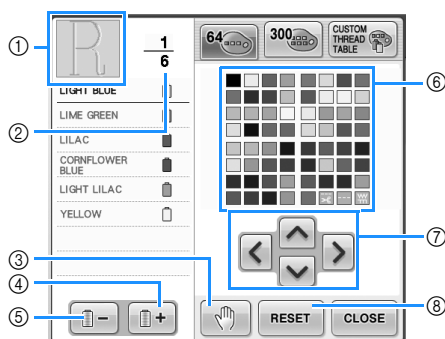 ①
R
1
6
64
300
CUSTOM
THREAD
TABLE
⑥
②
LIGHT BLUE
LIME GREEN
LILAC
CORNFLOWER
BLUE
LIGHT LILAC
YELLOW
③
④
⑤
⑦
⑧
−
+
RESET
CLOSE